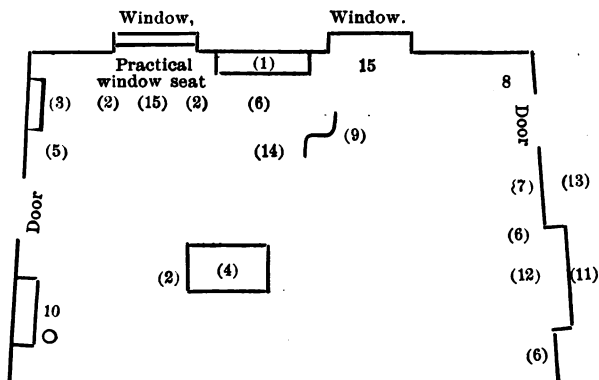 Window, Window.
Practical
window seat
(1) 15
8
(3) (2) (15) (2) (6)
Door
(5) (14) (9)
(7) (13)
Door
(6)
(2) (4) (12) (11)
10
(6)